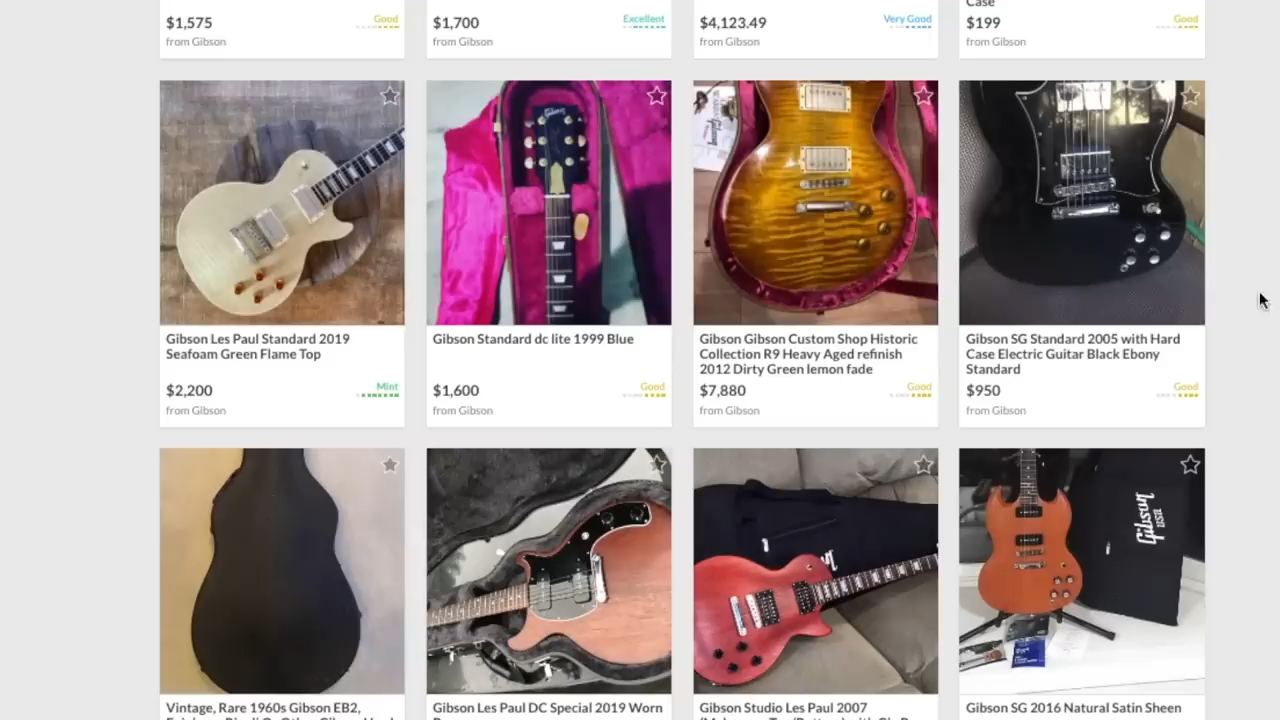 Case
$1,575
Good
from Gibson
$1,700
Excellent
from Gibson
$4,123.49
Very Good
from Gibson
$199
Good
from Gibson
Gibson Les Paul Standard 2019
Seafoam Green Flame Top
$2,200
Mint
from Gibson
Gibson Standard dc lite 1999 Blue
$1,600
Good
from Gibson
Gibson Gibson Custom Shop Historic
Collection R9 Heavy Aged refinish
2012 Dirty Green lemon fade
$7,880
Good
from Gibson
Gibson SG Standard 2005 with Hard
Case Electric Guitar Black Ebony
Standard
$950
Good
from Gibson
Gibson
USA
Vintage, Rare 1960s Gibson EB2,
Gibson Les Paul DC Special 2019 Worn
Gibson Studio Les Paul 2007
Gibson SG 2016 Natural Satin Sheen